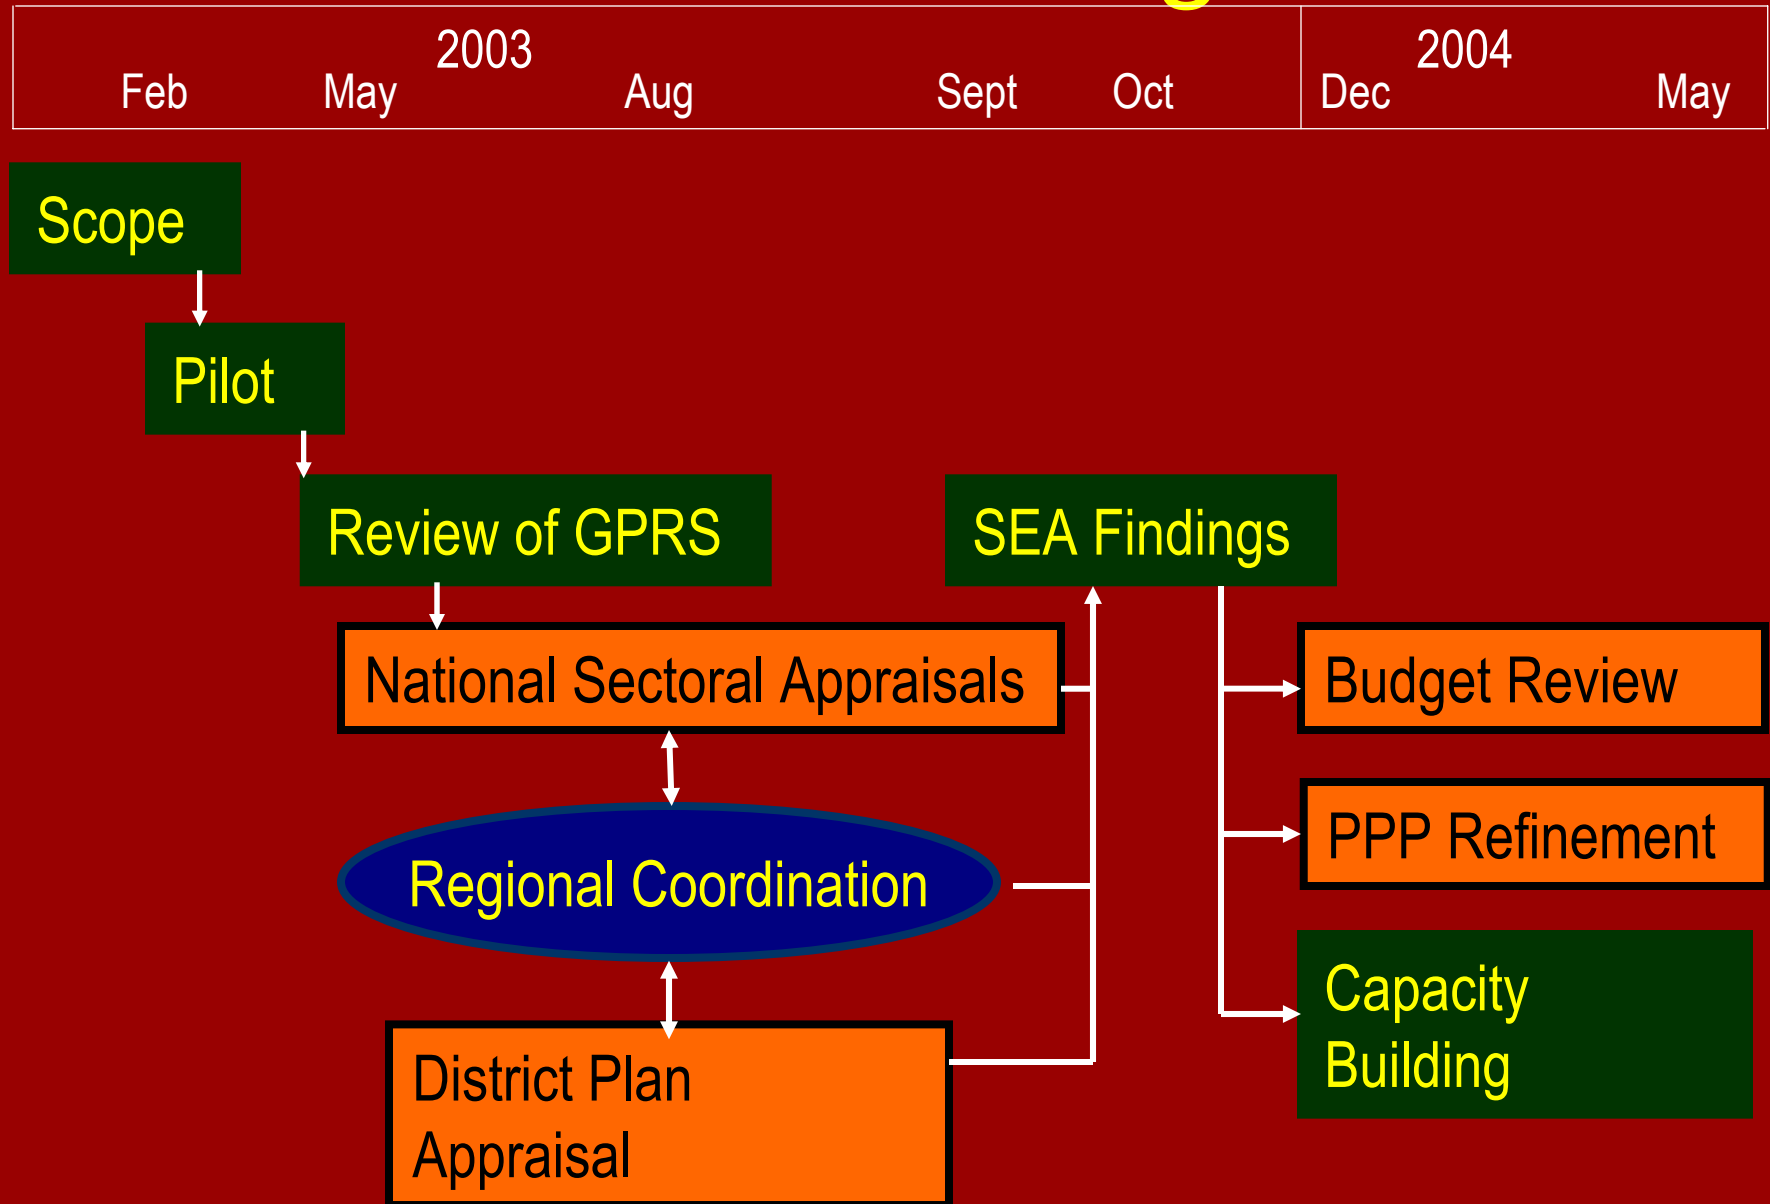 2003
2004
Feb May Aug Sept Oct Dec May
Scope
Pilot
Review of GPRS
SEA Findings
National Sectoral Appraisals
Budget Review
PPP Refinement
Regional Coordination
Capacity
Building
District Plan
Appraisal